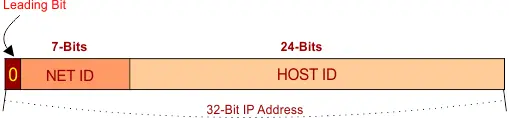 Leading Bit
7-Bits 24-Bits
0 NET ID HOST ID
32-Bit IP Address